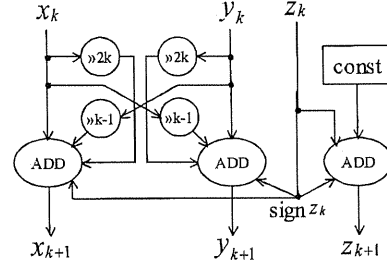 x_k y_k z_k
»2k »2k
const
»k-1 »k-1
ADD ADD ADD
sign z_k
x_{k+1} y_{k+1} z_{k+1}